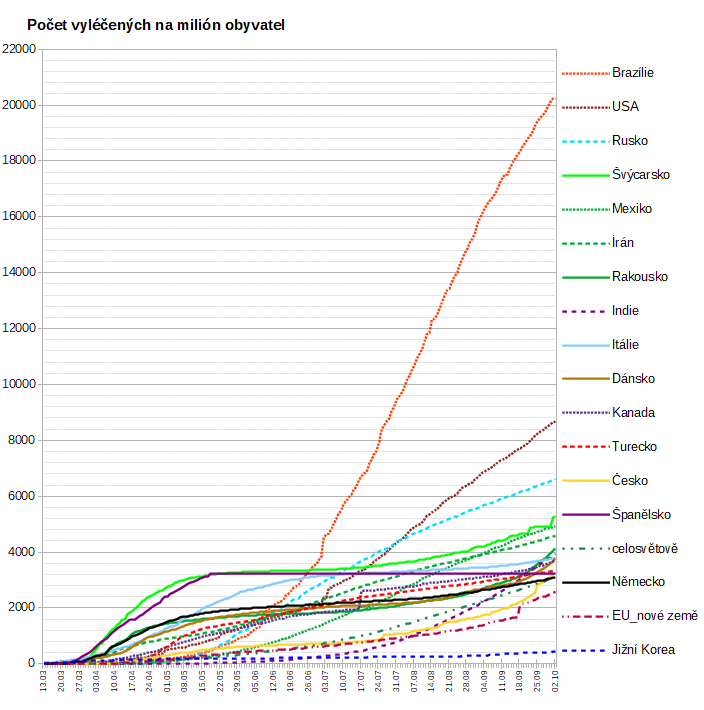 Počet vyléčených na milión obyvatel
22000
20000
18000
16000
14000
12000
10000
8000
6000
4000
2000
0
13.03
20.03
27.03
03.04
10.04
17.04
24.04
01.05
08.05
15.05
22.05
29.05
05.06
12.06
19.06
26.06
03.07
10.07
17.07
24.07
31.07
07.08
14.08
21.08
28.08
04.09
11.09
18.09
25.09
02.10
Brazílie
USA
Rusko
Švýcarsko
Mexiko
Írán
Rakousko
Indie
Itálie
Dánsko
Kanada
Turecko
Česko
Španělsko
celosvětově
Německo
EU_nové země
Jižní Korea